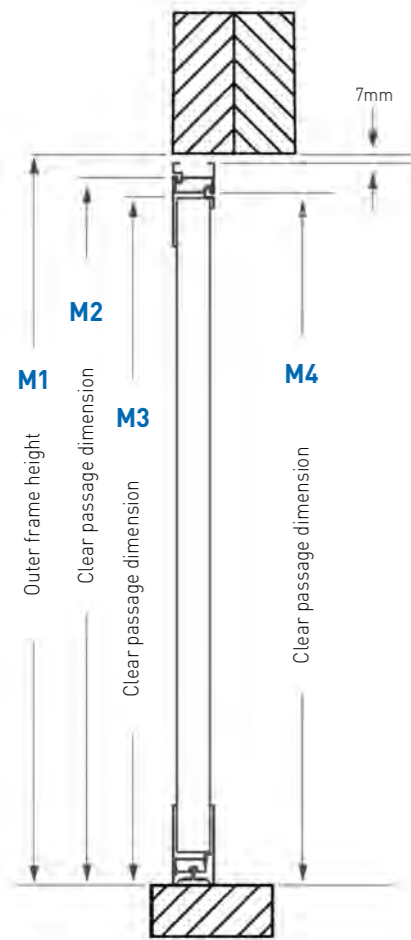 7mm
M1
Outer frame height
M2
Clear passage dimension
M3
Clear passage dimension
M4
Clear passage dimension